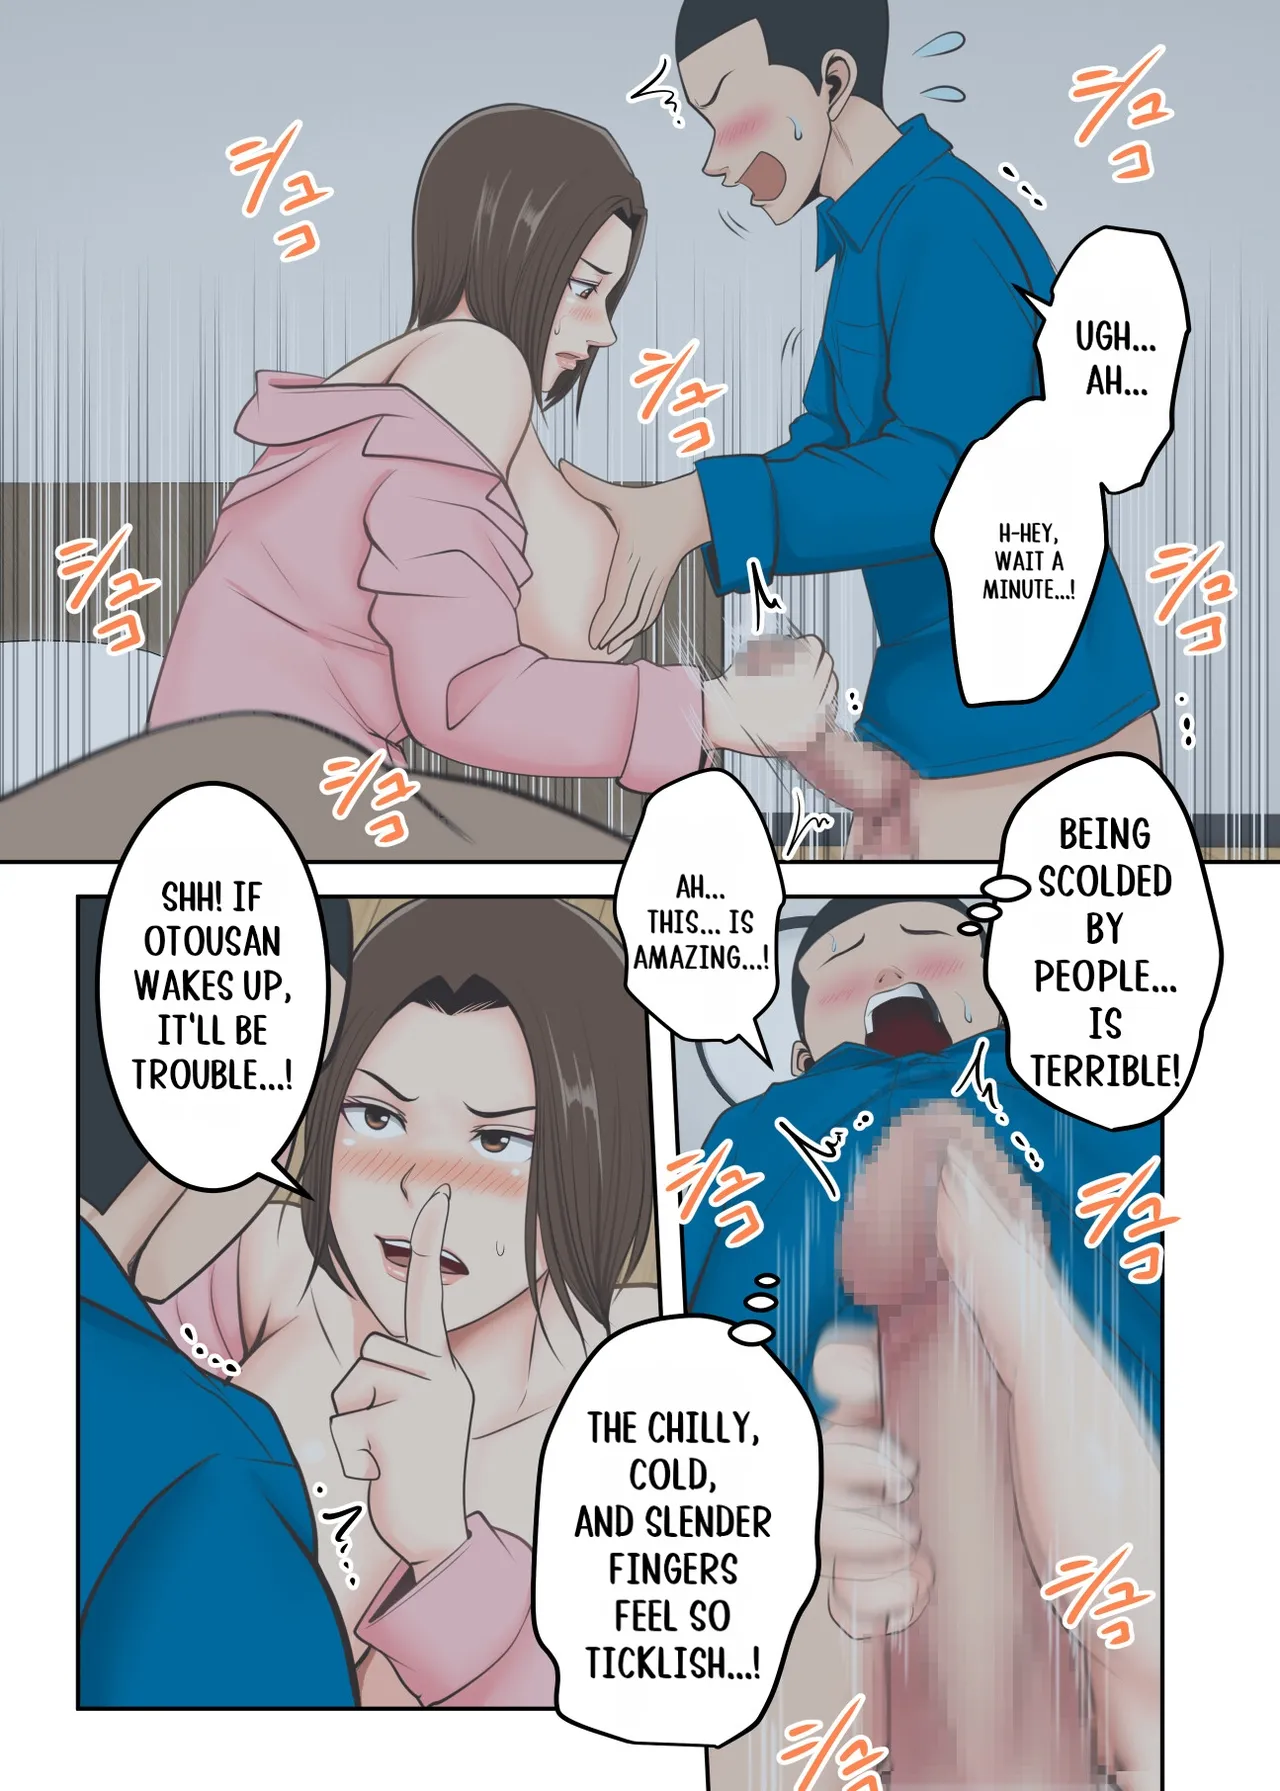 シュコ
シュコ
UGH...
AH...
シュコ
H-HEY,
WAIT A
MINUTE...!
シュコ
シュコ
シュコ
SHH! IF
OTOUSAN
WAKES UP,
IT'LL BE
TROUBLE...!
BEING
SCOLDED
BY
PEOPLE...
IS
TERRIBLE!
AH...
THIS... IS
AMAZING...!
シュコ
シュコ
THE CHILLY,
COLD,
AND SLENDER
FINGERS
FEEL SO
TICKLISH...!
シュコ
シュ